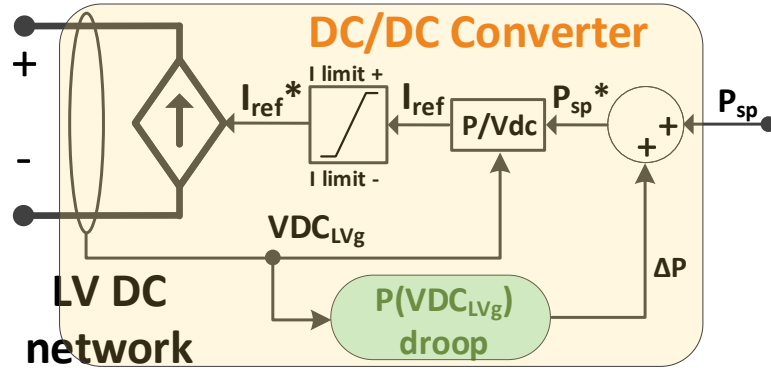 DC/DC Converter
+
-
I limit +
I limit -
Iref*
Iref
P/Vdc
Psp*
+
+
Psp
VDCLVg
ΔP
P(VDCLVg)
droop
LV DC
network